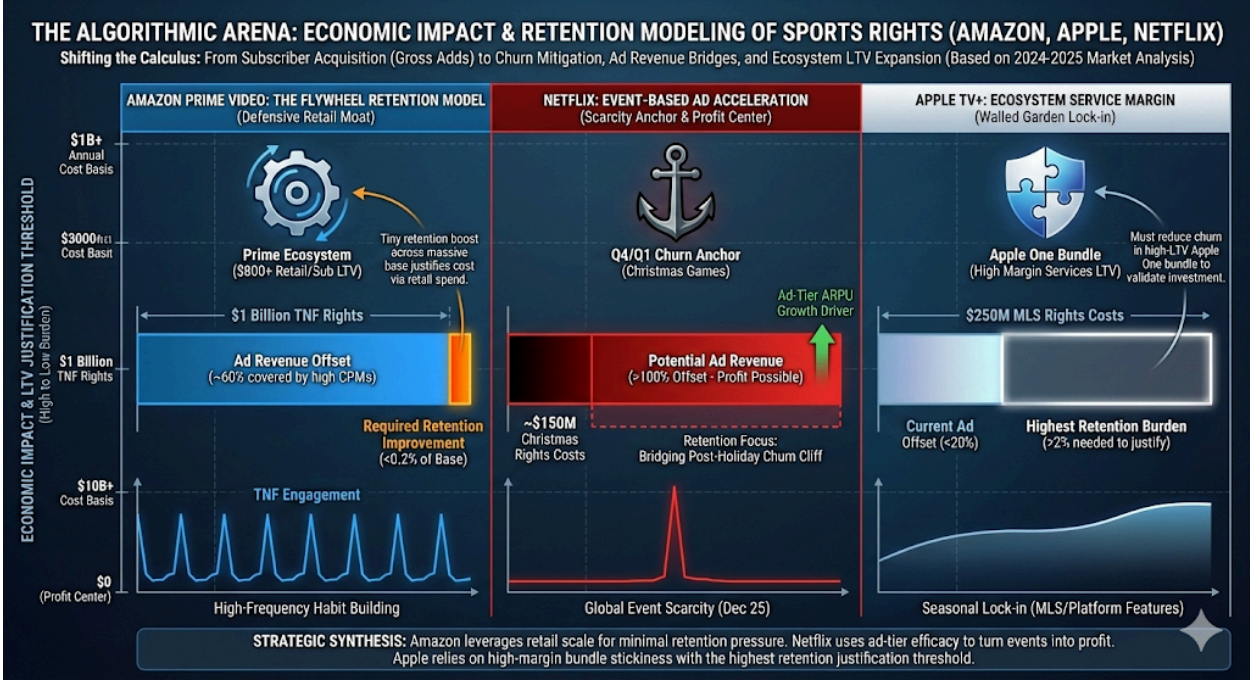 THE ALGORITHMIC ARENA: ECONOMIC IMPACT & RETENTION MODELING OF SPORTS RIGHTS (AMAZON, APPLE, NETFLIX)
Shifting the Calculus: From Subscriber Acquisition (Gross Adds) to Churn Mitigation, Ad Revenue Bridges, and Ecosystem LTV Expansion (Based on 2024-2025 Market Analysis)
ECONOMIC IMPACT & LTV JUSTIFICATION THRESHOLD
(High to Low Burden)
$1B+
Annual
Cost Basis
Cost Basit
$1 Bllion
TNF Rights
$10B+
Cost Basis
$0
(Profit Center)
AMAZON PRIME VIDEO: THE FLYWHEEL RETENTION MODEL
(Defensive Retail Moat)
Prime Ecosystem
($800+ Retail/Sub LTV)
Tiny retention boost
across massive
base justifies cost
via retail spend.
$1 Billion TNF Rights
Ad Revenue Offset
(~60% covered by high CPMs)
Required Retention
Improvement
(<0.2% of Base)
TNF Engagement
High-Frequency Habit Building
NETFLIX: EVENT-BASED AD ACCELERATION
(Scarcity Anchor & Profit Center)
Q4/Q1 Churn Anchor
(Christmas Games)
Ad-Tier ARPU
Growth Driver
Potential Ad Revenue
(>100% Offset - Profit Possible)
~$150M
Christmas
Rights Costs
Retention Focus:
Bridging Post-Holiday Chum Cliff
Global Event Scarcity (Dec 25)
APPLE TV+: ECOSYSTEM SERVICE MARGIN
(Walled Garden Lock-in)
Apple One Bundle
(High Margin Services LTV)
Must reduce churn
in high-LTV Apple
One bundle to
validate investment.
$250M MLS Rights Costs
Current Ad
Offset (<20%)
Highest Retention Burden
(>2% needed to justify)
Seasonal Lock-in (MLS/Platform Features)
STRATEGIC SYNTHESIS: Amazon leverages retail scale for minimal retention pressure. Netflix uses ad-tier efficacy to turn events into profit.
Apple relies on high-margin bundle stickiness with the highest retention justification threshold.